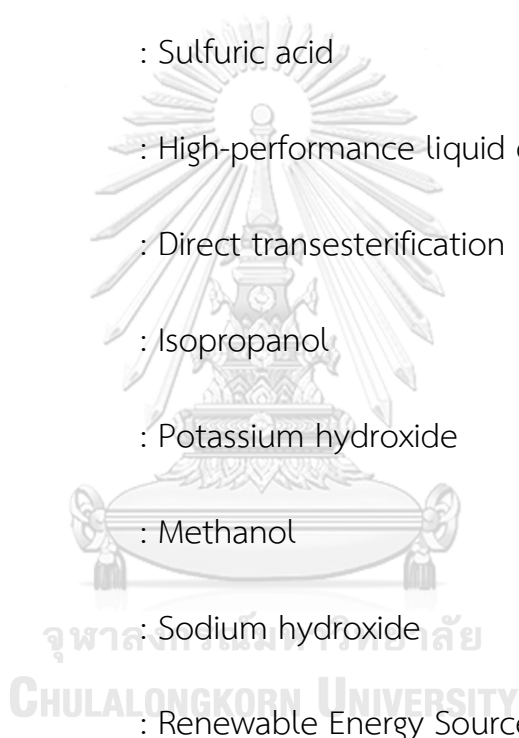 : Sulfuric acid
: High-performance liquid
: Direct transesterification
: Isopropanol
: Potassium hydroxide
: Methanol
: Sodium hydroxide
จุฬาลงกรณ์มหาวิทยาลัย
CHULALONGKORN UNIVERSITY
: Renewable Energy Source